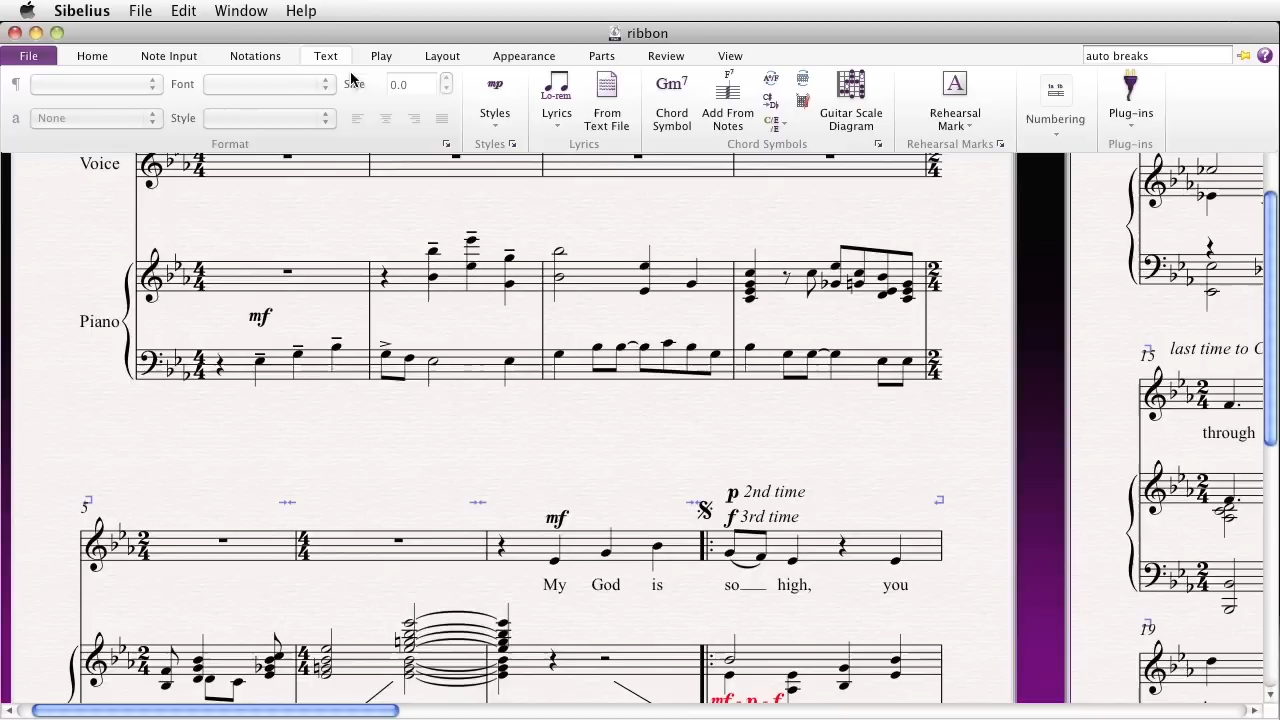 Sibelius File Edit Window Help
ribbon
File Home Note Input Notations Text Play Layout Appearance Parts Review View auto breaks
¶ Font Size 0.0
a None Style
Format
Styles
Styles
Lyrics
From Text File
Lyrics
Gm7 Chord Symbol
Add From Notes
Guitar Scale Diagram
Chord Symbols
A Rehearsal Mark
Rehearsal Marks
Numbering
Plug-ins
Plug-ins
Voice
Piano
mf
5
mf
p 2nd time
f 3rd time
My God is so high, you
mf - p - f
15 last time to C
through
19